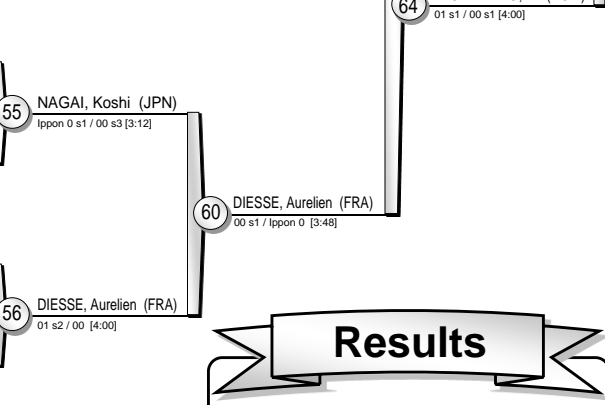 64
01 s1 / 00 s1 [4:00]
55
NAGAI, Koshi (JPN)
Ippon 0 s1 / 00 s3 [3:12]
60
DIESSE, Aurelien (FRA)
00 s1 / Ippon 0 [3:48]
56
DIESSE, Aurelien (FRA)
01 s2 / 00 [4:00]
Results